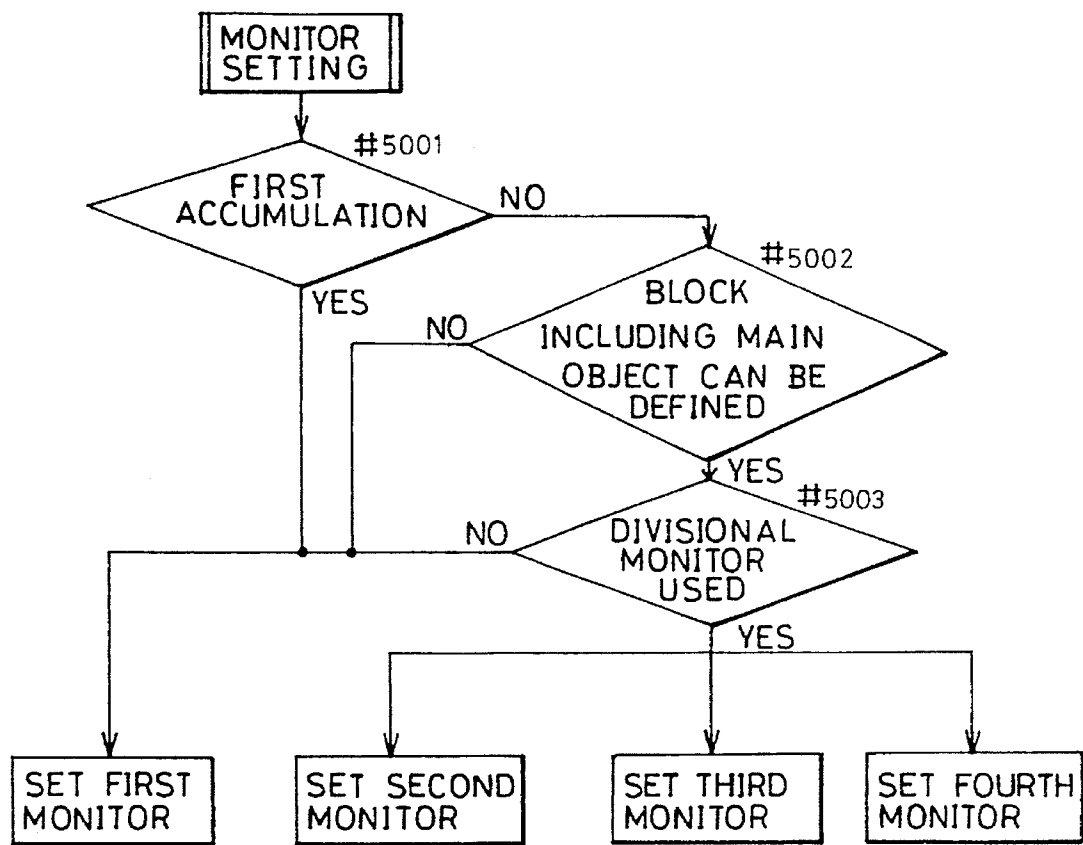 MONITOR
SETTING
#5001
FIRST
ACCUMULATION
NO
YES
#5002
BLOCK
INCLUDING MAIN
OBJECT CAN BE
DEFINED
NO
YES
#5003
DIVISIONAL
MONITOR
USED
NO
YES
SET FIRST
MONITOR
SET SECOND
MONITOR
SET THIRD
MONITOR
SET FOURTH
MONITOR